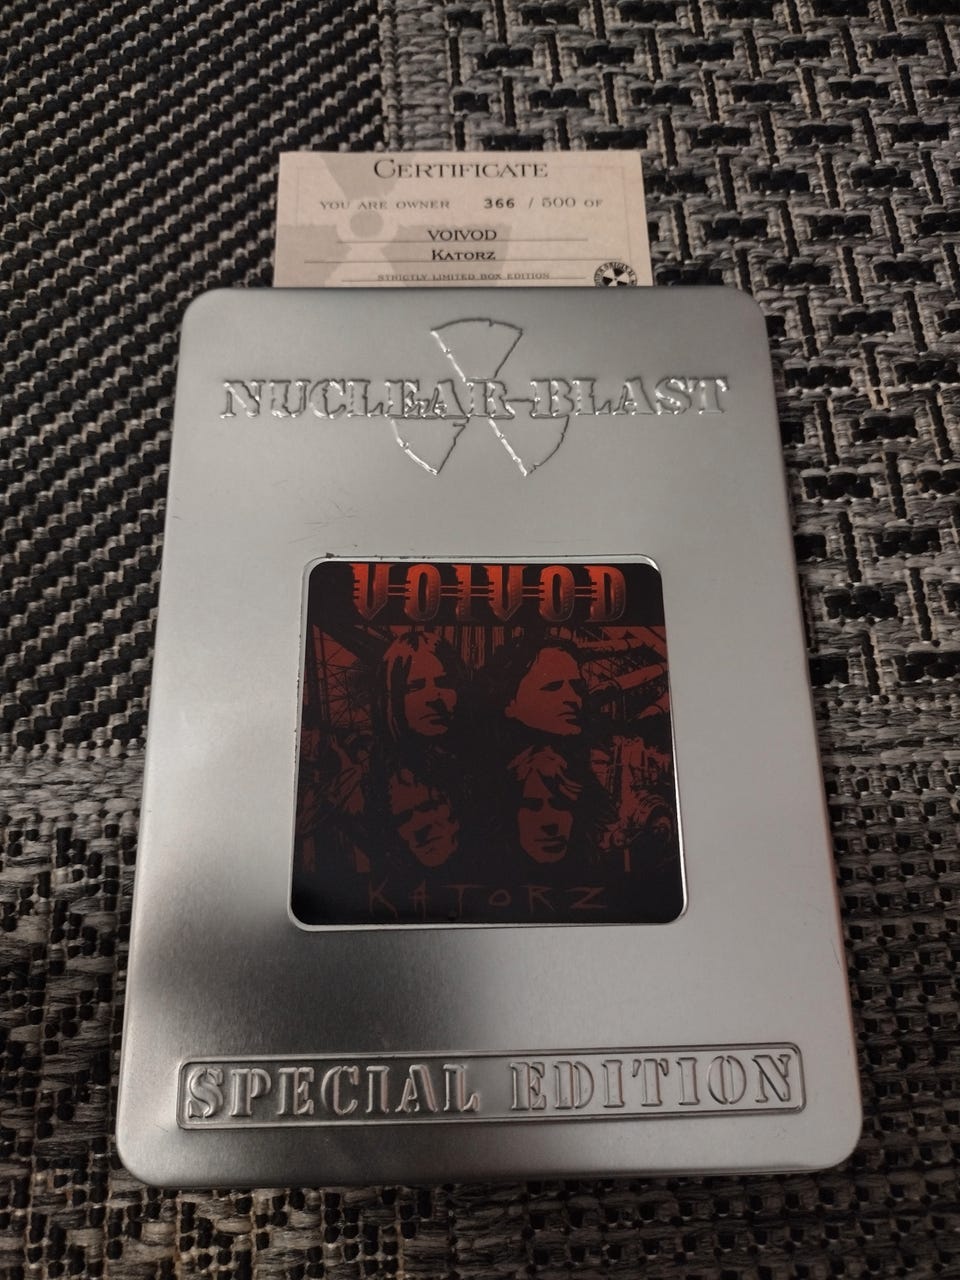 CERTIFICATE
YOU ARE OWNER 366 / 500 OF
VOIVOD
KATORZ
STRICTLY LIMITED BOX EDITION
NUCLEAR BLAST
VOIVOD
KATORZ
SPECIAL EDITION